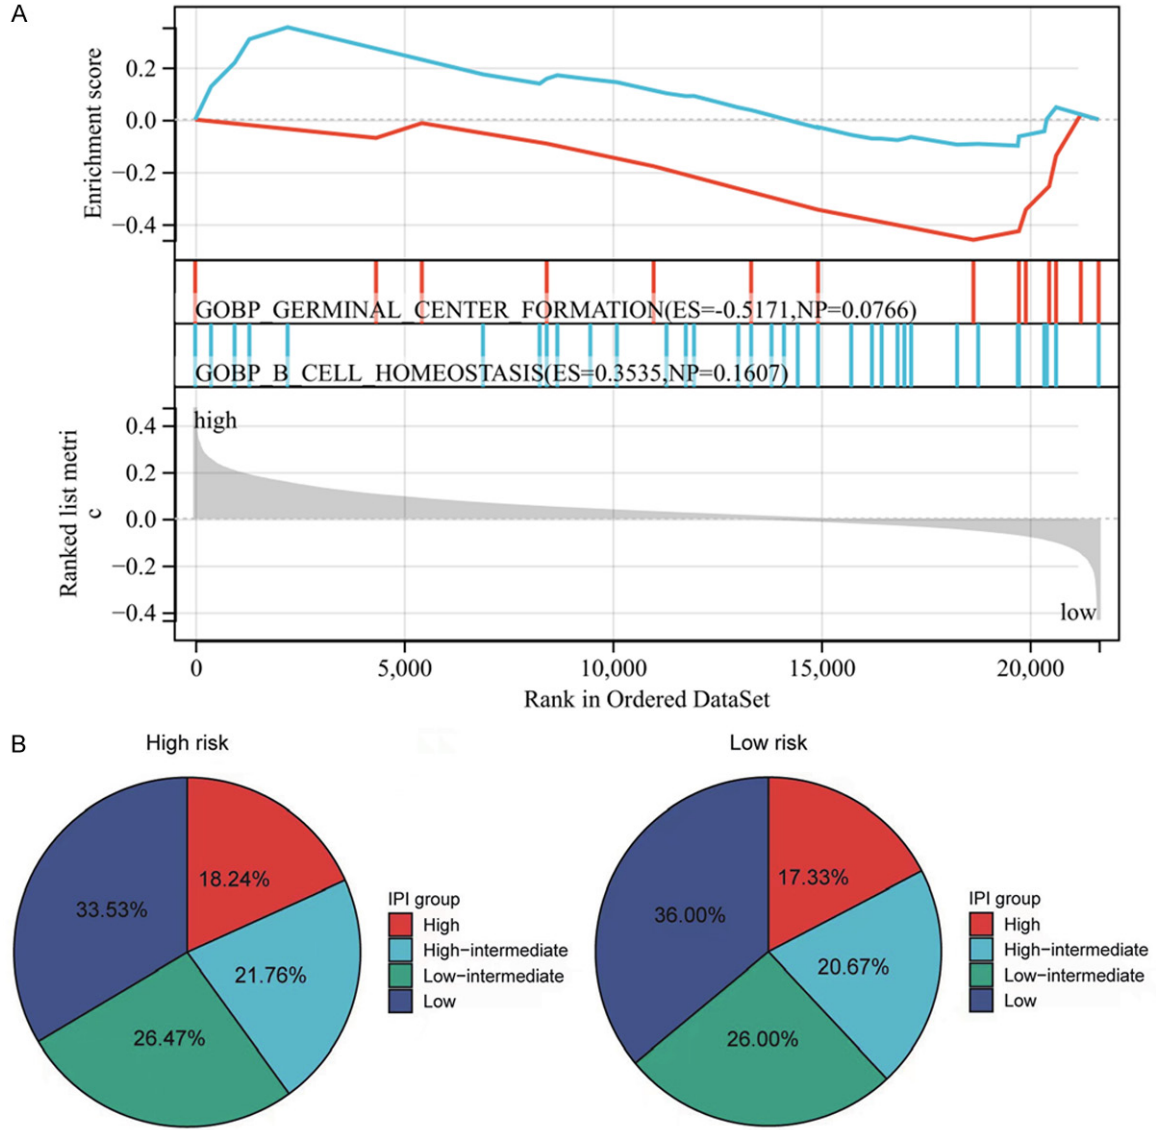 A
Enrichment score
0.2
0.0
−0.2
−0.4
GOBP_GERMINAL_CENTER_FORMATION(ES=-0.5171,NP=0.0766)
GOBP_B_CELL_HOMEOSTASIS(ES=0.3535,NP=0.1607)
Ranked list metri
c
0.4
0.2
0.0
−0.2
−0.4
high
low
0
5,000
10,000
15,000
20,000
Rank in Ordered DataSet
B
High risk
18.24%
21.76%
26.47%
33.53%
IPI group
High
High−intermediate
Low−intermediate
Low
Low risk
17.33%
20.67%
26.00%
36.00%
IPI group
High
High−intermediate
Low−intermediate
Low